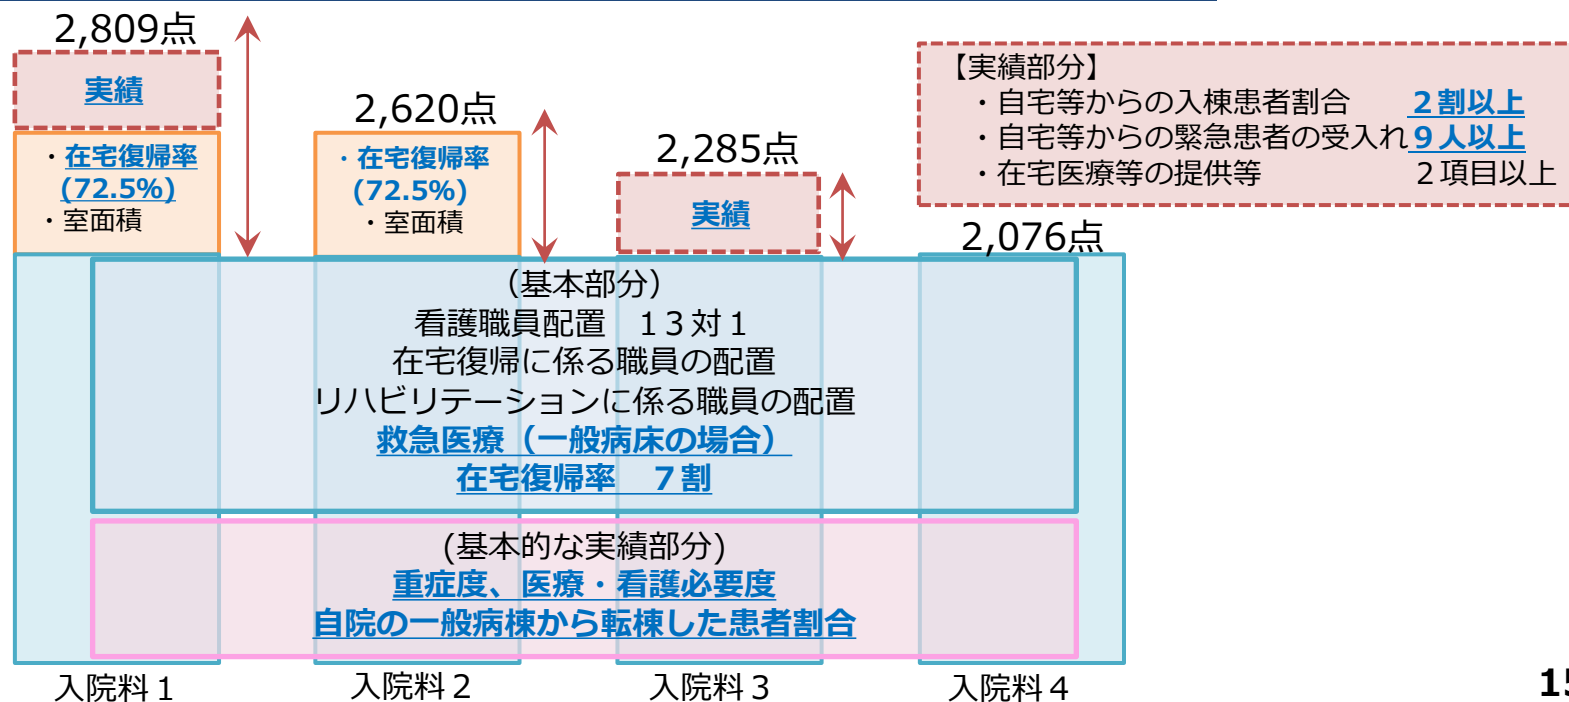 2,809点
実績
・在宅復帰率
(72.5%)
・室面積
2,620点
・在宅復帰率
(72.5%)
・室面積
2,285点
実績
【実績部分】
・自宅等からの入棟患者割合　２割以上
・自宅等からの緊急患者の受入れ ９人以上
・在宅医療等の提供等　２項目以上
2,076点
（基本部分）
看護職員配置　１３対１
在宅復帰に係る職員の配置
リハビリテーションに係る職員の配置
救急医療（一般病床の場合）
在宅復帰率　７割
(基本的な実績部分)
重症度、医療・看護必要度
自院の一般病棟から転棟した患者割合
入院料１
入院料２
入院料３
入院料４
15